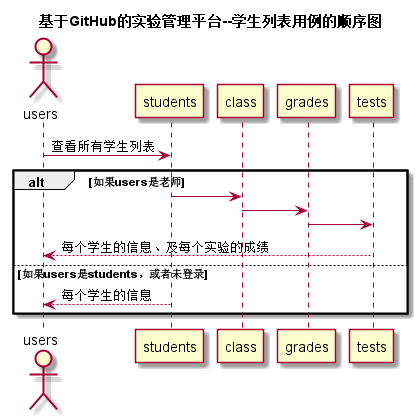 基于GitHub的实验管理平台--学生列表用例的顺序图
users
students
class
grades
tests
查看所有学生列表
alt
[如果users是老师]
每个学生的信息、及每个实验的成绩
[如果users是students，或者未登录]
每个学生的信息
users
students
class
grades
tests